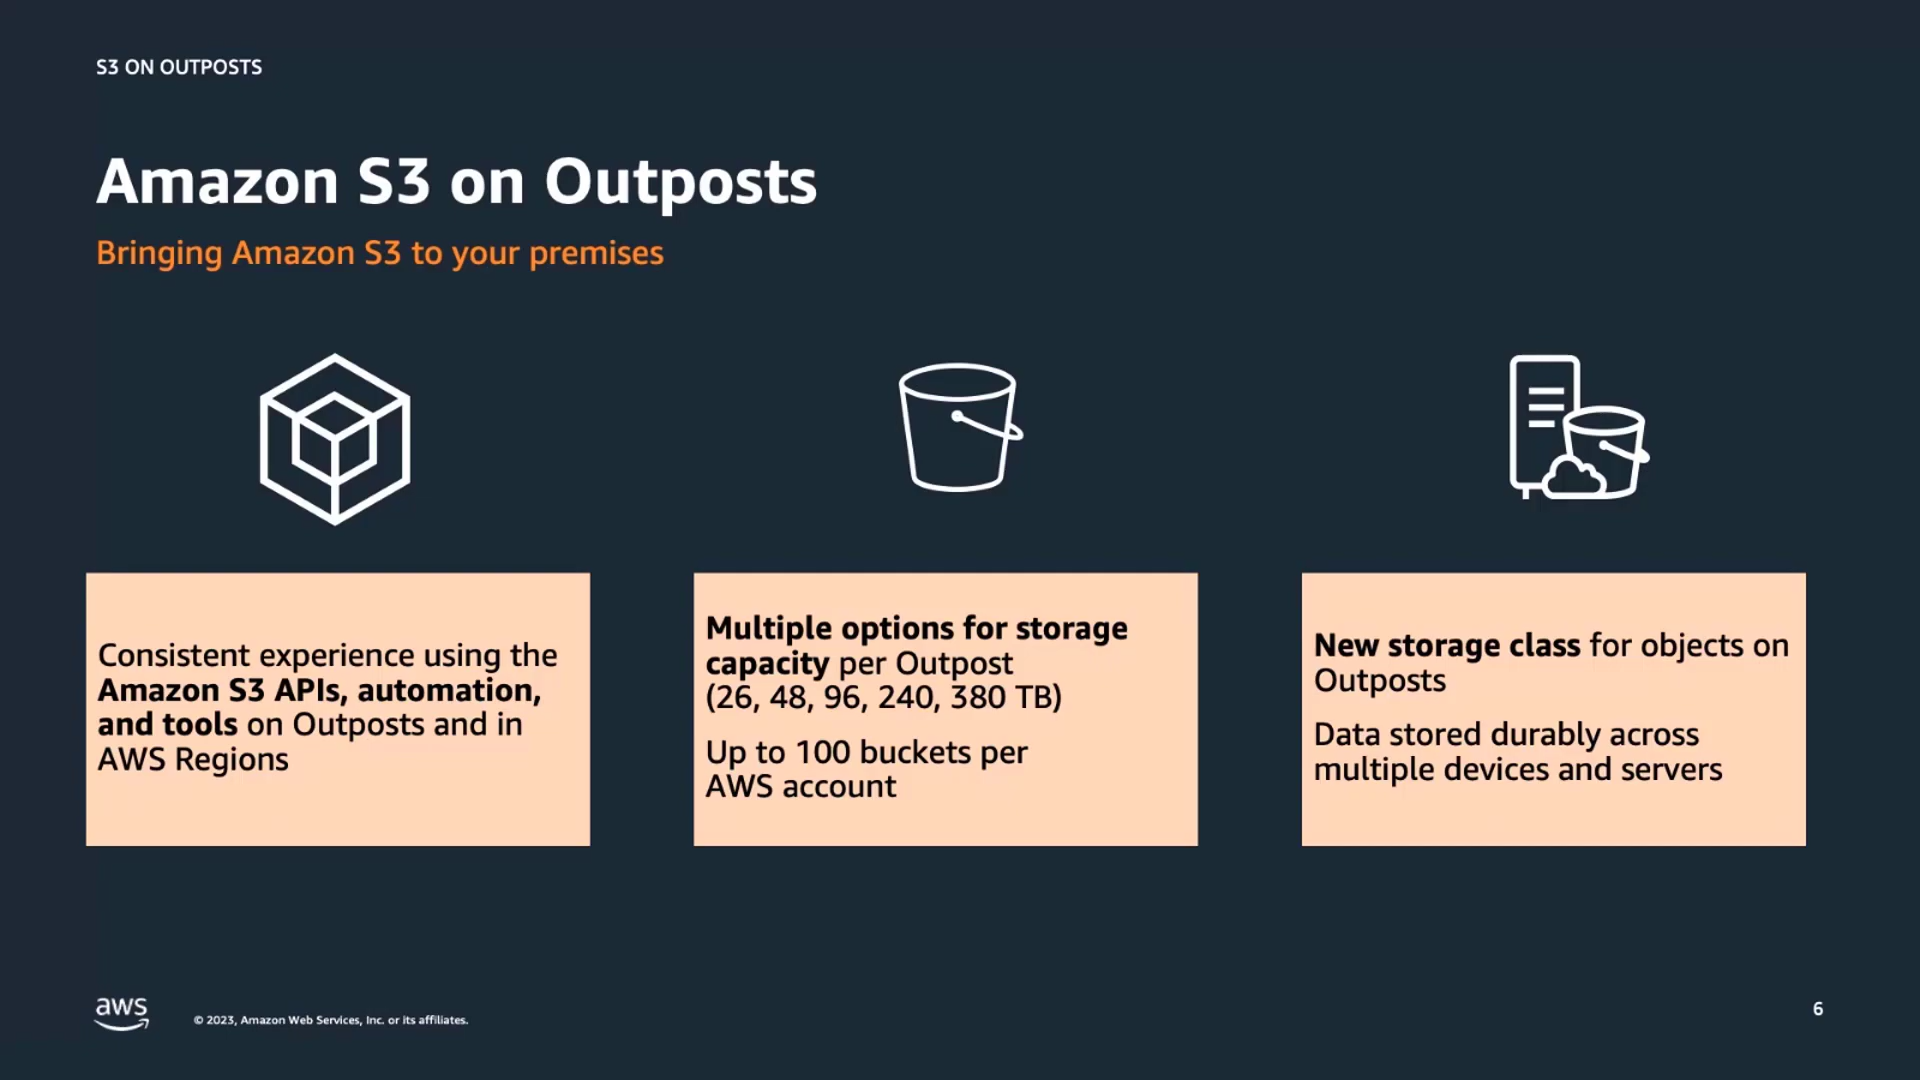 S3 ON OUTPOSTS
Amazon S3 on Outposts
Bringing Amazon S3 to your premises
Consistent experience using the
Amazon S3 APIs, automation,
and tools on Outposts and in
AWS Regions
Multiple options for storage
capacity per Outpost
(26, 48, 96, 240, 380 TB)
Up to 100 buckets per
AWS account
New storage class for objects on
Outposts
Data stored durably across
multiple devices and servers
aws
© 2023, Amazon Web Services, Inc. or its affiliates.
6